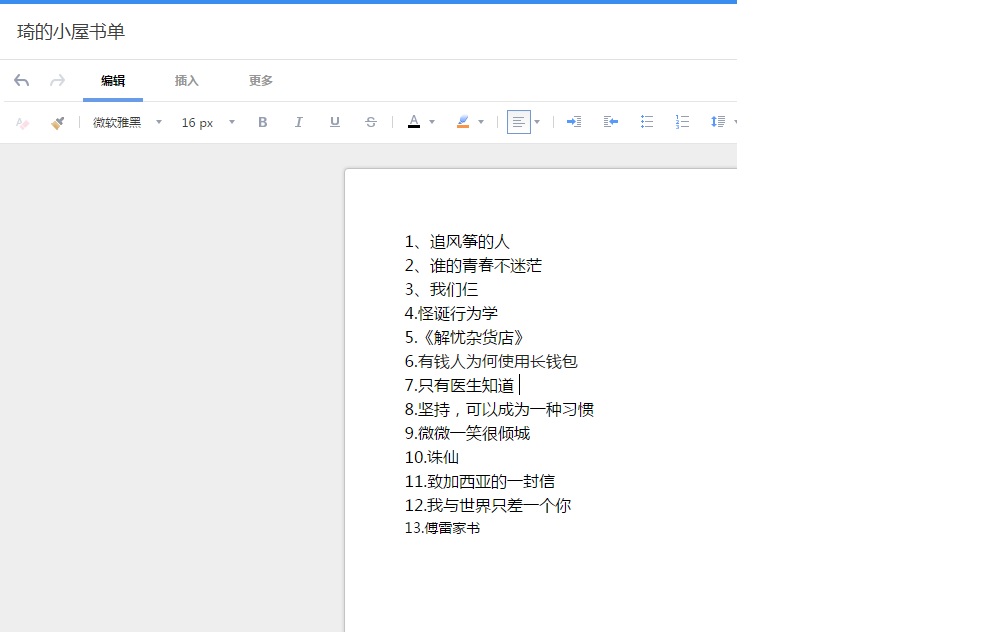 琦的小屋书单
编辑 插入 更多
微软雅黑 16 px B I U S A
1、追风筝的人
2、谁的青春不迷茫
3、我们仨
4.怪诞行为学
5.《解忧杂货店》
6.有钱人为何使用长钱包
7.只有医生知道
8.坚持，可以成为一种习惯
9.微微一笑很倾城
10.诛仙
11.致加西亚的一封信
12.我与世界只差一个你
13.傅雷家书